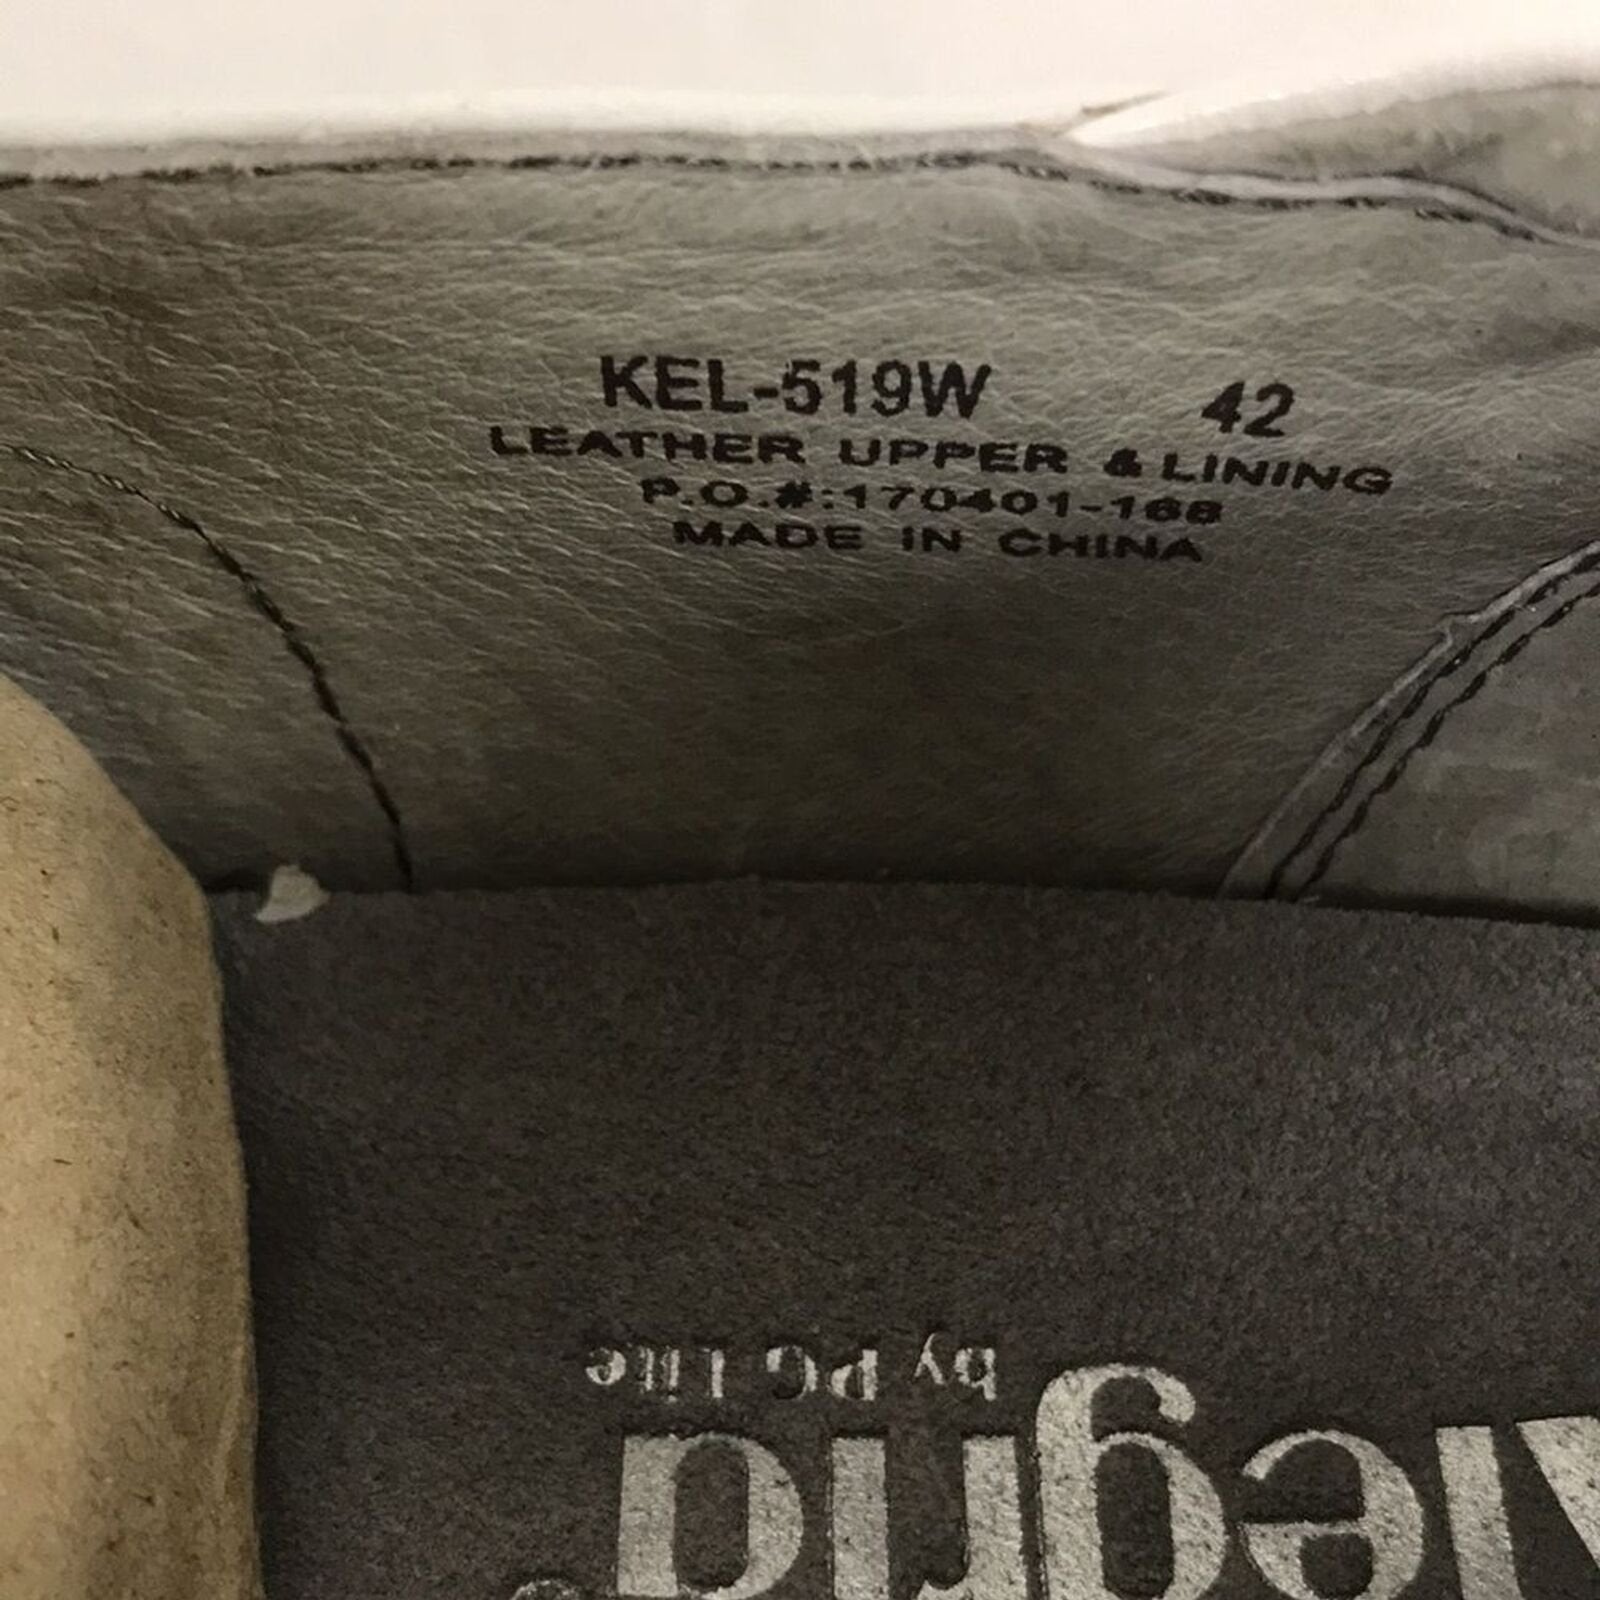 KEL-519W 42
LEATHER UPPER & LINING
P.O.#:170401-168
MADE IN CHINA
by PG Lite